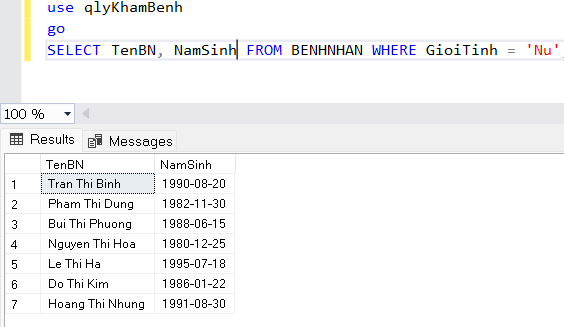 use qlyKhamBenh
go
SELECT TenBN, NamSinh FROM BENHNHAN WHERE GioiTinh = 'Nu'
100 %
Results Messages
TenBN NamSinh
1 Tran Thi Binh 1990-08-20
2 Pham Thi Dung 1982-11-30
3 Bui Thi Phuong 1988-06-15
4 Nguyen Thi Hoa 1980-12-25
5 Le Thi Ha 1995-07-18
6 Do Thi Kim 1986-01-22
7 Hoang Thi Nhung 1991-08-30